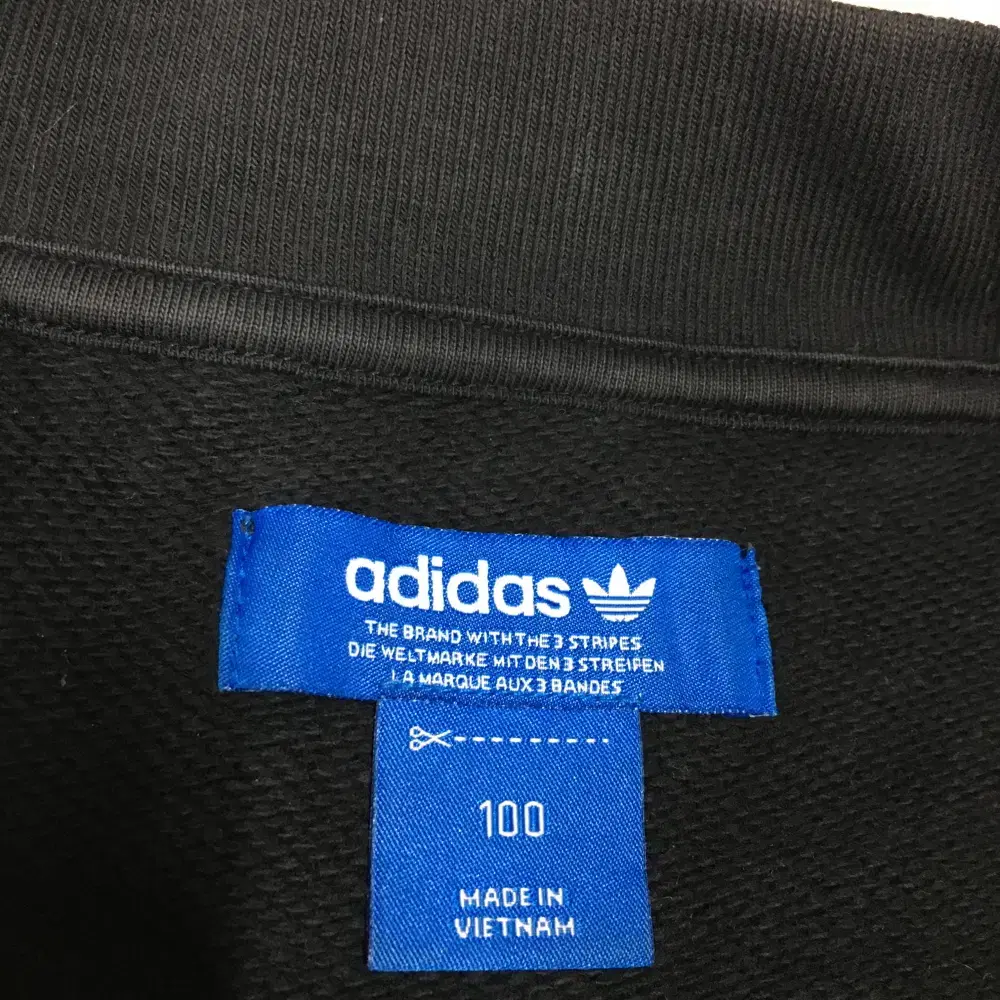 adidas
THE BRAND WITH THE 3 STRIPES
DIE WELTMARKE MIT DEN 3 STREIFEN
LA MARQUE AUX 3 BANDES
100
MADE IN
VIETNAM